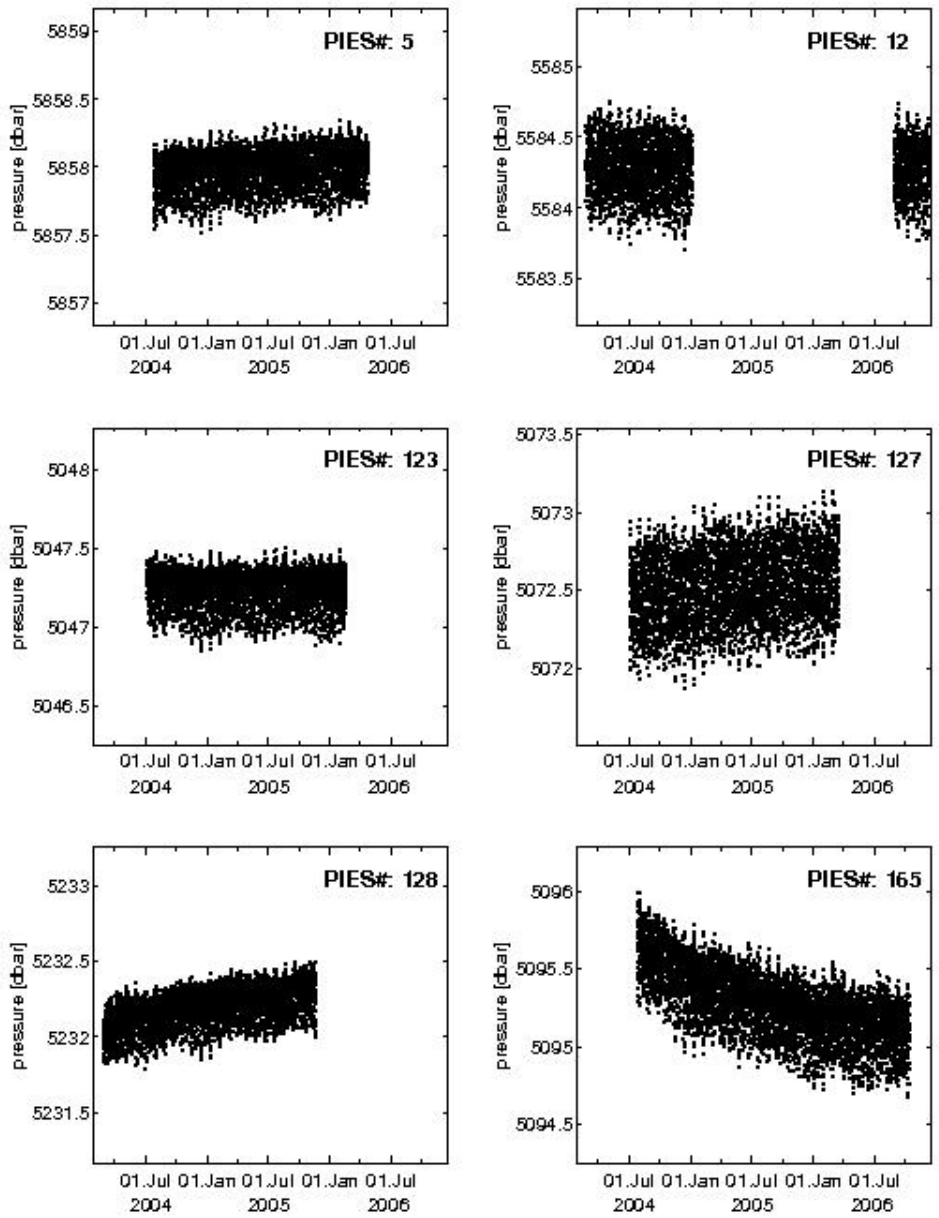 PIES#: 5
5859
5858.5
5858
5857.5
5857
pressure [dbar]
01.Jul 01.Jan 01.Jul 01.Jan 01.Jul
2004 2005 2006
PIES#: 12
5585
5584.5
5584
5583.5
pressure [dbar]
01.Jul 01.Jan 01.Jul 01.Jan 01.Jul
2004 2005 2006
PIES#: 123
5048
5047.5
5047
5046.5
pressure [dbar]
01.Jul 01.Jan 01.Jul 01.Jan 01.Jul
2004 2005 2006
PIES#: 127
5073.5
5073
5072.5
5072
pressure [dbar]
01.Jul 01.Jan 01.Jul 01.Jan 01.Jul
2004 2005 2006
PIES#: 128
5233
5232.5
5232
5231.5
pressure [dbar]
01.Jul 01.Jan 01.Jul 01.Jan 01.Jul
2004 2005 2006
PIES#: 165
5096
5095.5
5095
5094.5
pressure [dbar]
01.Jul 01.Jan 01.Jul 01.Jan 01.Jul
2004 2005 2006